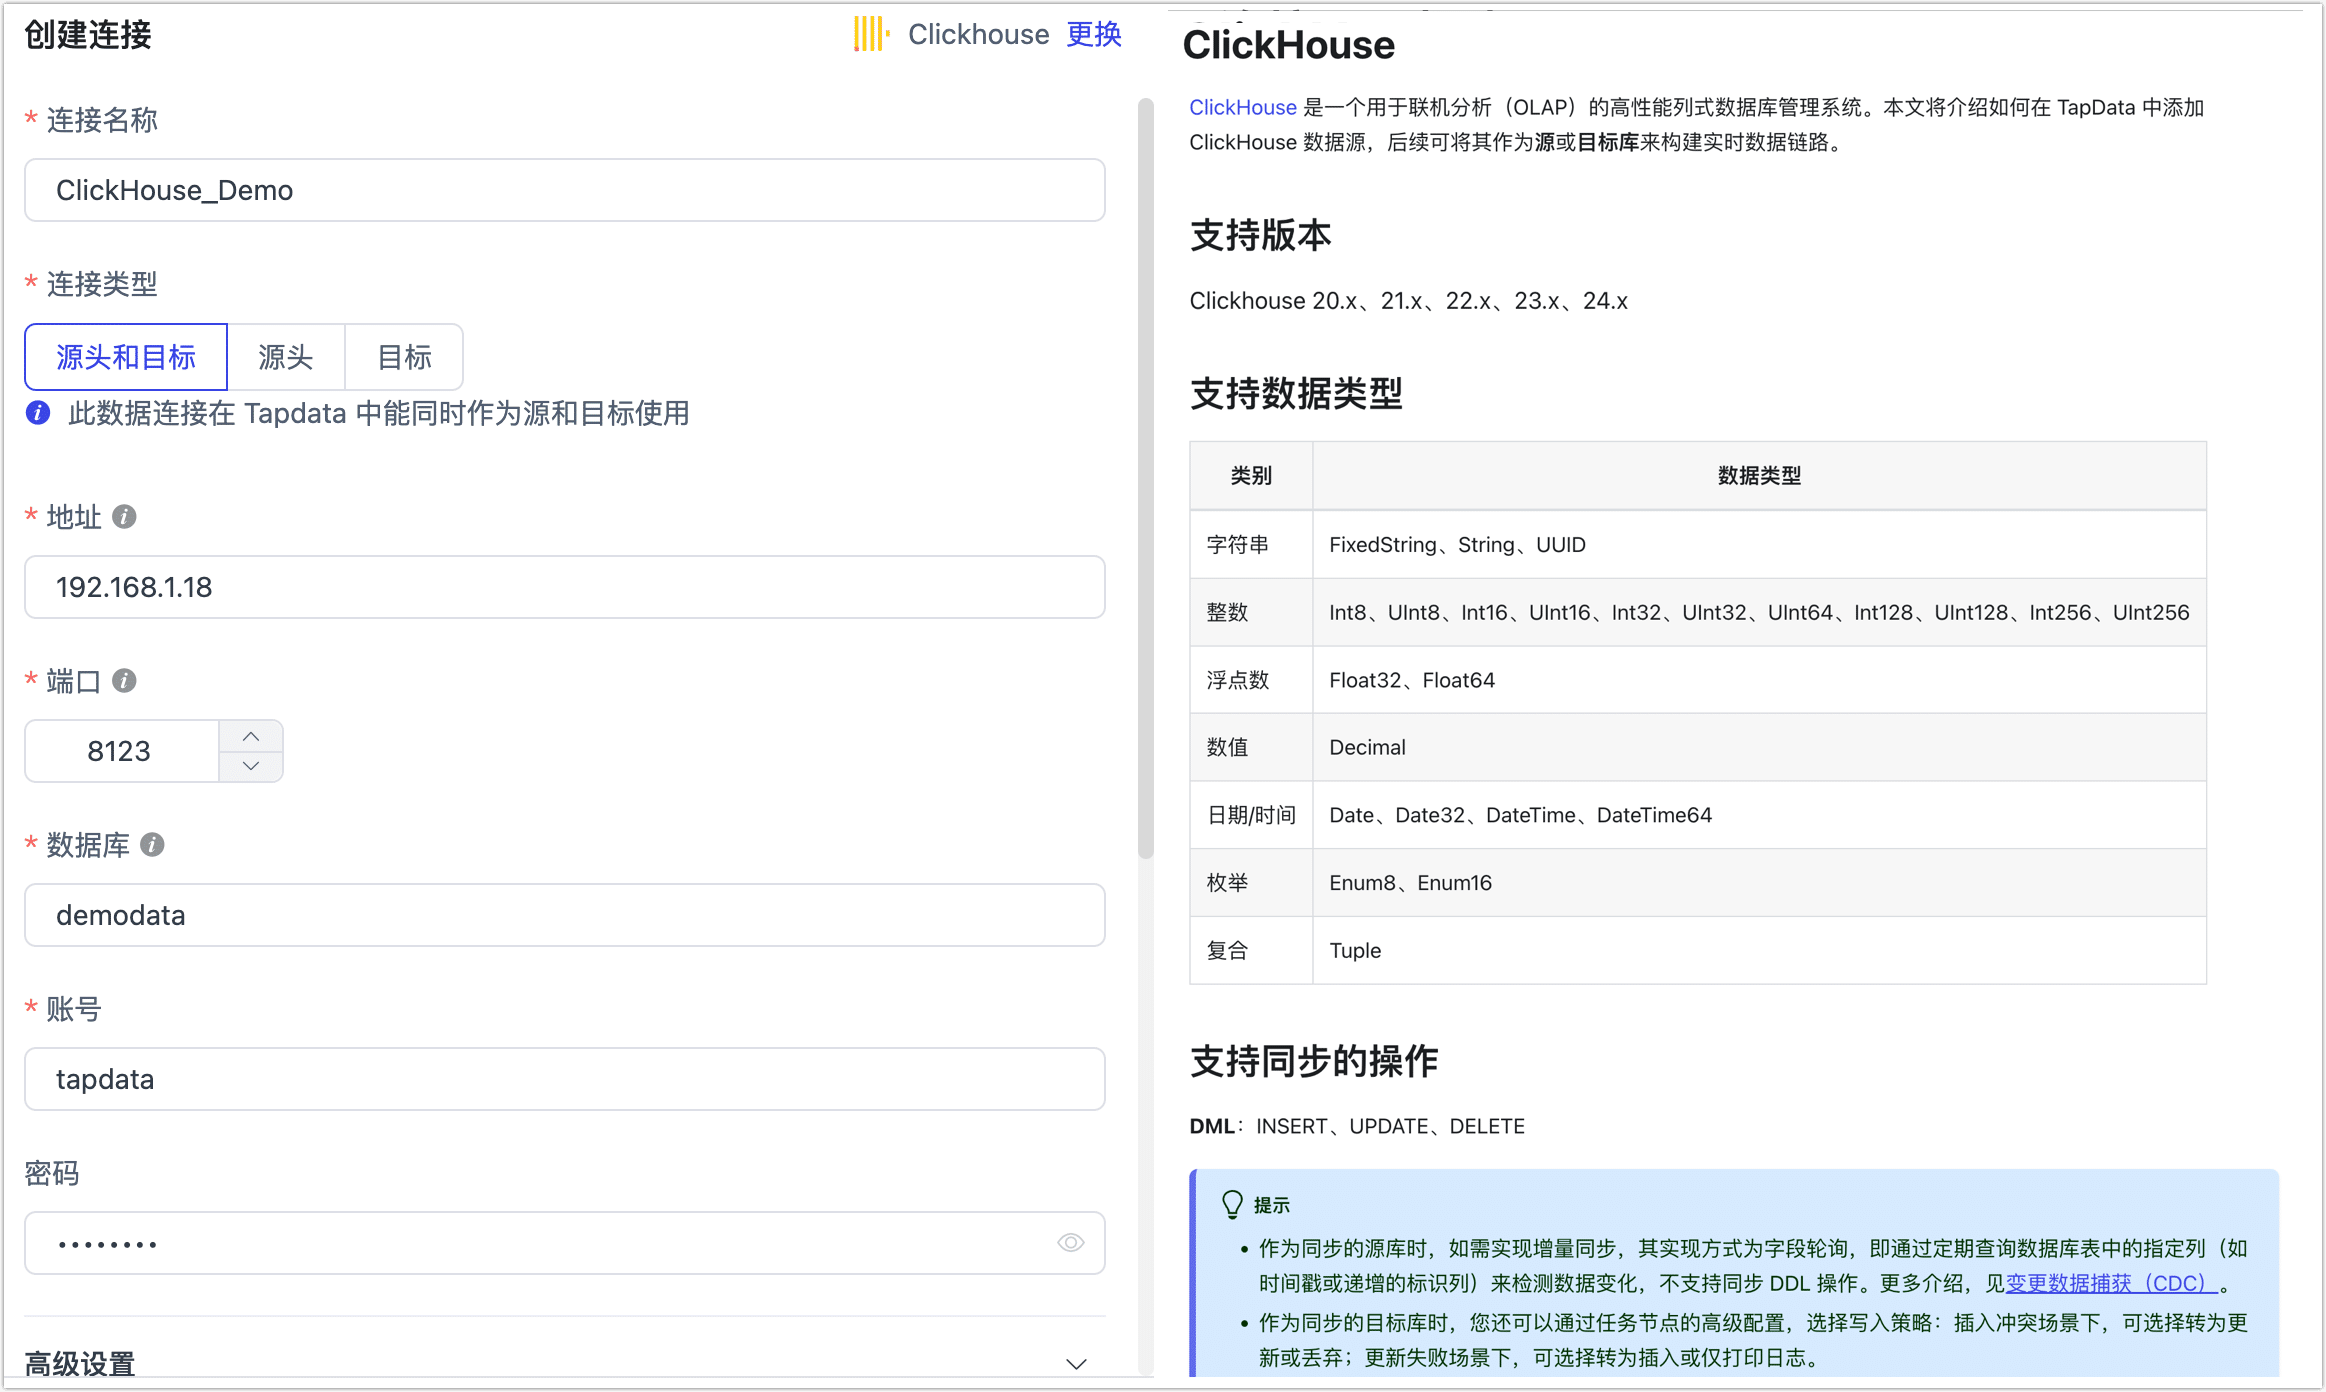 创建连接
Clickhouse 更换
* 连接名称
ClickHouse_Demo
* 连接类型
源头和目标 源头 目标
此数据连接在 Tapdata 中能同时作为源和目标使用
* 地址
192.168.1.18
* 端口
8123
* 数据库
demodata
* 账号
tapdata
密码
••••••••
高级设置
ClickHouse
ClickHouse 是一个用于联机分析（OLAP）的高性能列式数据库管理系统。本文将介绍如何在 TapData 中添加
ClickHouse 数据源，后续可将其作为源或目标库来构建实时数据链路。
支持版本
Clickhouse 20.x、21.x、22.x、23.x、24.x
支持数据类型
类别 数据类型
字符串 FixedString、String、UUID
整数 Int8、UInt8、Int16、UInt16、Int32、UInt32、UInt64、Int128、UInt128、Int256、UInt256
浮点数 Float32、Float64
数值 Decimal
日期/时间 Date、Date32、DateTime、DateTime64
枚举 Enum8、Enum16
复合 Tuple
支持同步的操作
DML：INSERT、UPDATE、DELETE
提示
• 作为同步的源库时，如需实现增量同步，其实现方式为字段轮询，即通过定期查询数据库表中的指定列（如
时间戳或递增的标识列）来检测数据变化，不支持同步 DDL 操作。更多介绍，见变更数据捕获（CDC）。
• 作为同步的目标库时，您还可以通过任务节点的高级配置，选择写入策略：插入冲突场景下，可选择转为更
新或丢弃；更新失败场景下，可选择转为插入或仅打印日志。